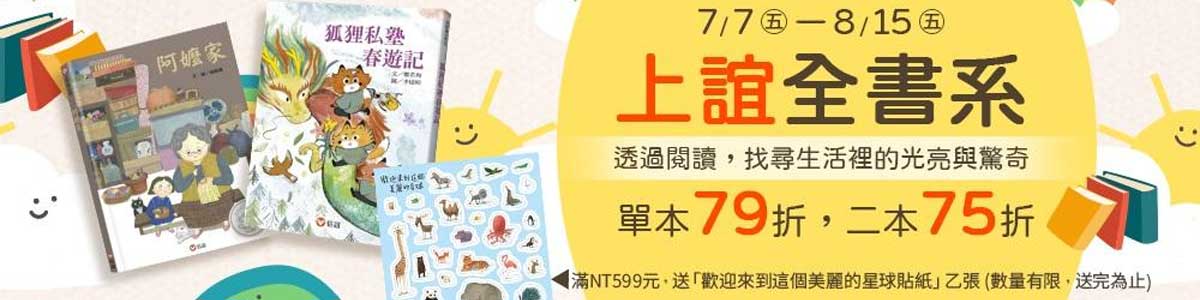 阿嬤家
狐狸私塾
春遊記
信誼
信誼
歡迎來到這個
美麗的星球
7/7㊄—8/15㊄
上誼全書系
透過閱讀，找尋生活裡的光亮與驚奇
單本79折，二本75折
◀滿NT599元，送「歡迎來到這個美麗的星球貼紙」乙張(數量有限，送完為止)